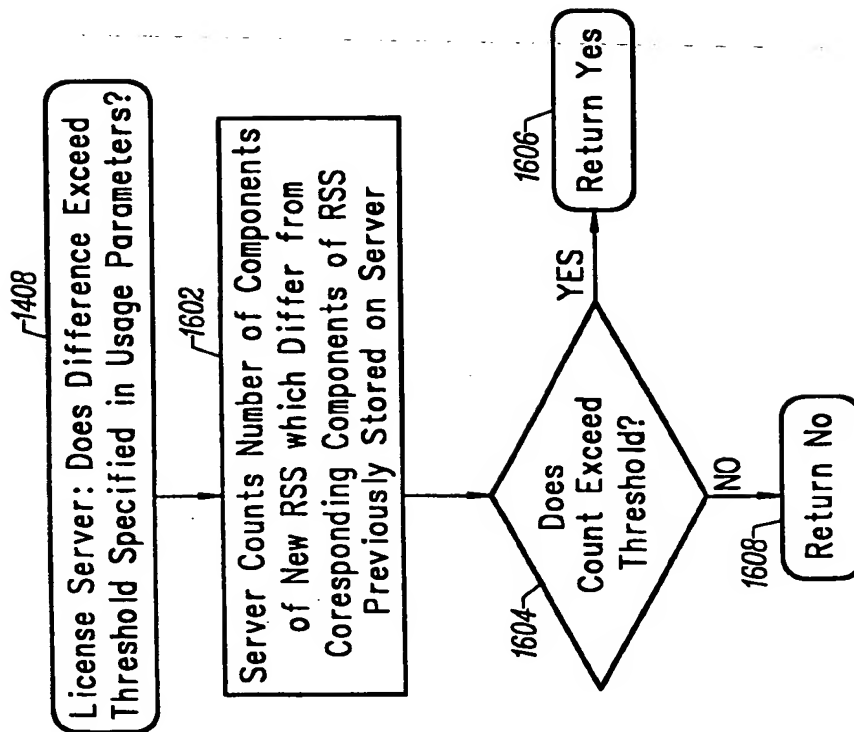 1408
License Server: Does Difference Exceed
Threshold Specified in Usage Parameters?
1602
Server Counts Number of Components
of New RSS which Differ from
Coresponding Components of RSS
Previously Stored on Server
1604
Does
Count Exceed
Threshold?
YES
1606
Return Yes
NO
1608
Return No